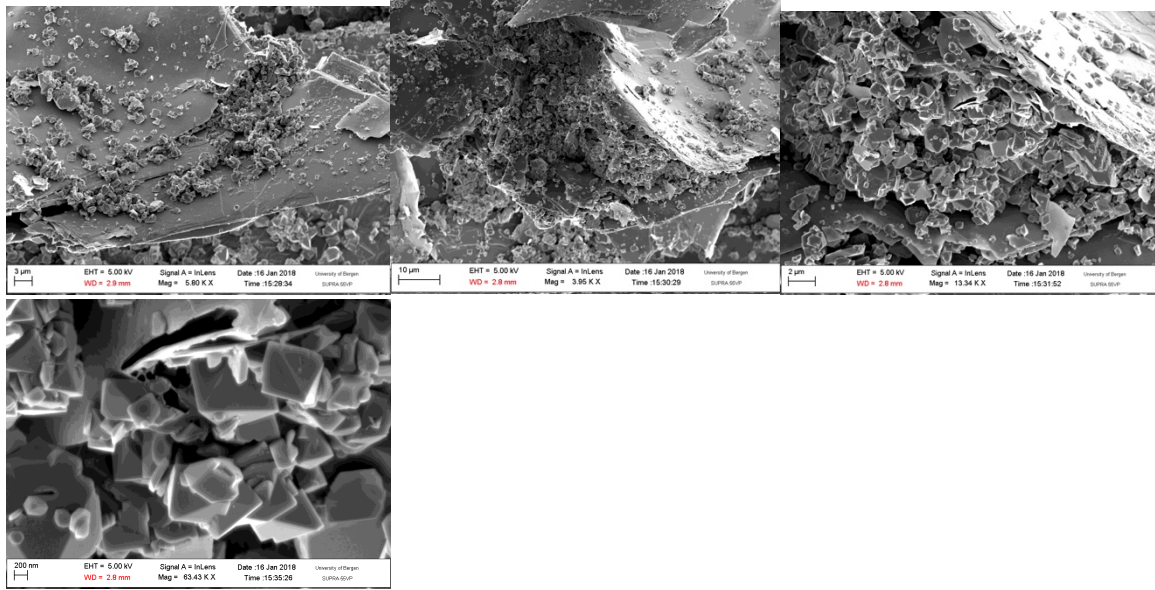 3 µm
EHT = 5.00 kV Signal A = InLens Date :16 Jan 2018 University of Bergen
WD = 2.9 mm Mag = 5.80 K X Time :15:28:34 SUPRA 55VP
10 µm
EHT = 5.00 kV Signal A = InLens Date :16 Jan 2018 University of Bergen
WD = 2.8 mm Mag = 3.95 K X Time :15:30:29 SUPRA 55VP
2 µm
EHT = 5.00 kV Signal A = InLens Date :16 Jan 2018 University of Bergen
WD = 2.8 mm Mag = 13.34 K X Time :15:31:52 SUPRA 55VP
200 nm
EHT = 5.00 kV Signal A = InLens Date :16 Jan 2018 University of Bergen
WD = 2.8 mm Mag = 63.43 K X Time :15:35:26 SUPRA 55VP